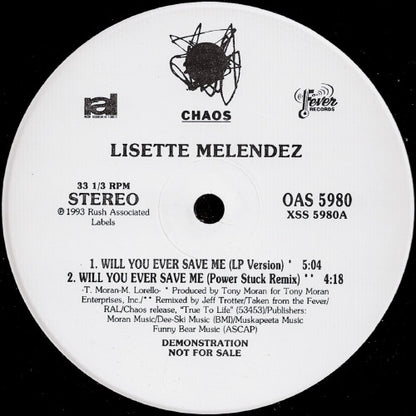 ral
CHAOS
Fever
RECORDS
LISETTE MELENDEZ
33 1/3 RPM
STEREO
℗ 1993 Rush Associated
Labels
OAS 5980
XSS 5980A
1. WILL YOU EVER SAVE ME (LP Version) * 5:04
2. WILL YOU EVER SAVE ME (Power Stuck Remix) ** 4:18
-T. Moran-M. Lorello- * Produced by Tony Moran for Tony Moran
Enterprises, Inc./** Remixed by Jeff Trotter/Taken from the Fever/
RAL/Chaos release, "True To Life" (53453)/Publishers:
Moran Music/Dee-Ski Music (BMI)/Muskapeeta Music
Funny Bear Music (ASCAP)
DEMONSTRATION
NOT FOR SALE